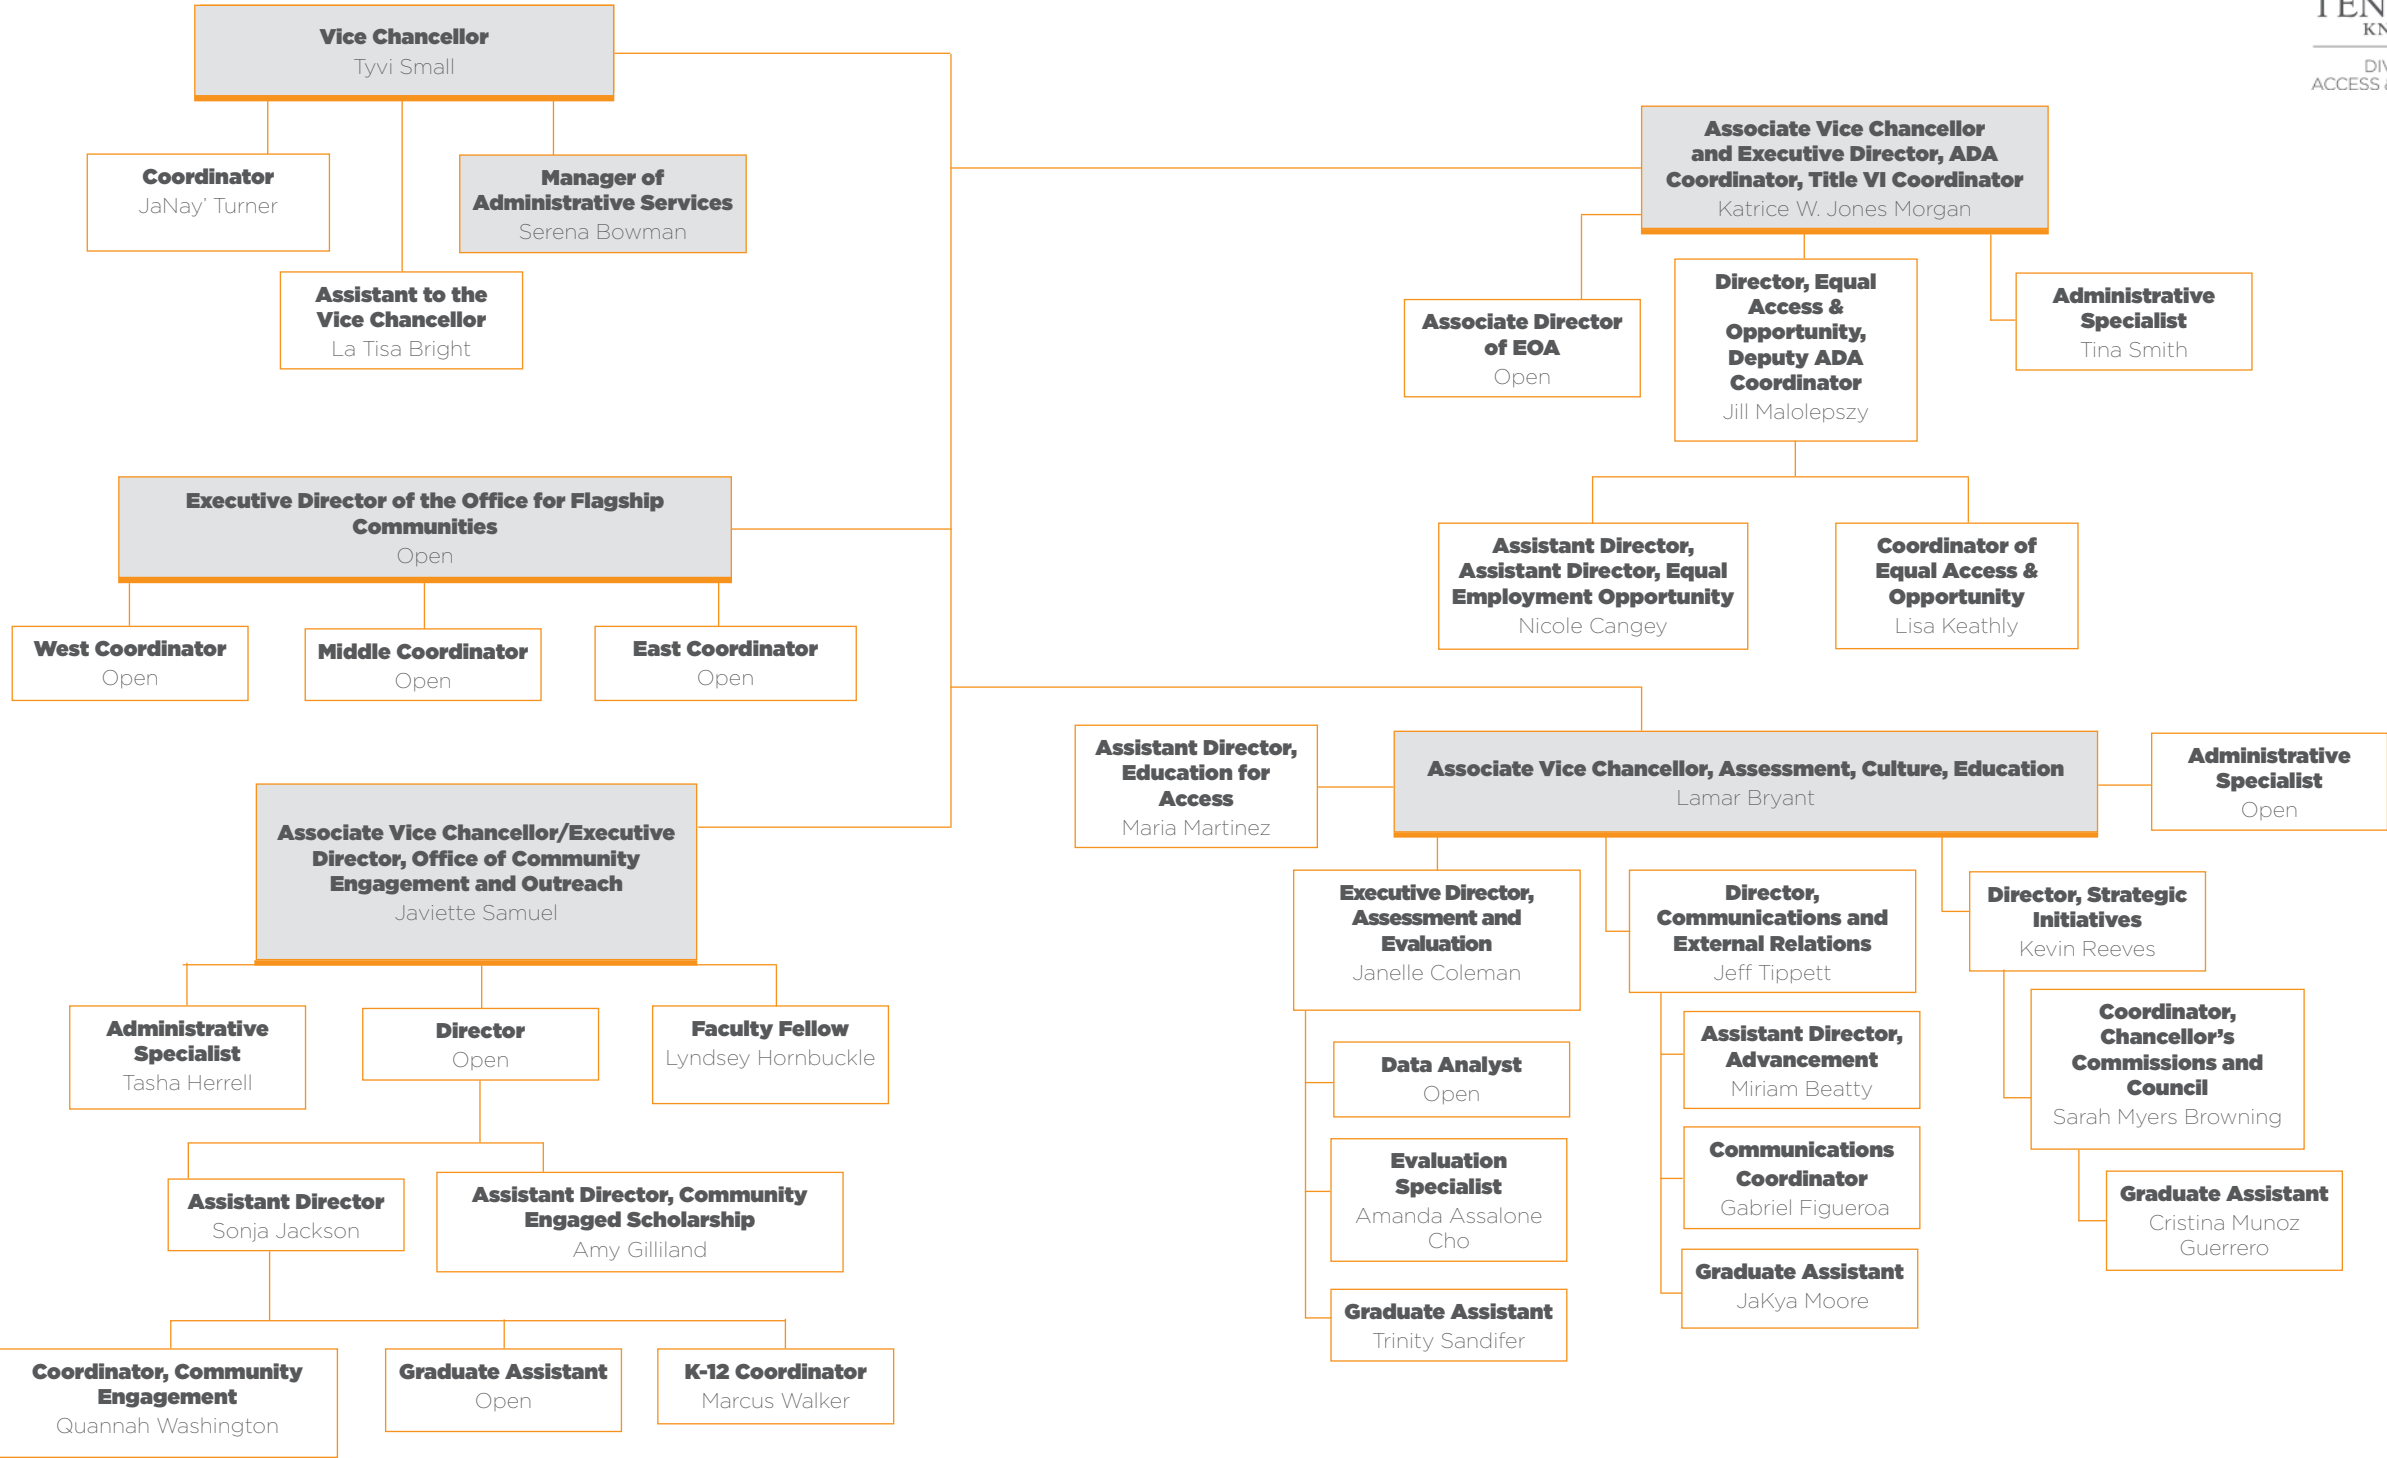 Vice Chancellor
Tyvi Small
Coordinator
JaNay’ Turner
Manager of
Administrative Services
Serena Bowman
Assistant to the
Vice Chancellor
La Tisa Bright
Associate Vice Chancellor
and Executive Director, ADA
Coordinator, Title VI Coordinator
Katrice W. Jones Morgan
Associate Director
of EOA
Open
Director, Equal
Access &
Opportunity,
Deputy ADA
Coordinator
Jill Malolepszy
Administrative
Specialist
Tina Smith
Assistant Director,
Assistant Director, Equal
Employment Opportunity
Nicole Cangey
Coordinator of
Equal Access &
Opportunity
Lisa Keathly
Executive Director of the Office for Flagship
Communities
Open
West Coordinator
Open
Middle Coordinator
Open
East Coordinator
Open
Associate Vice Chancellor/Executive
Director, Office of Community
Engagement and Outreach
Javiette Samuel
Administrative
Specialist
Tasha Herrell
Director
Open
Faculty Fellow
Lyndsey Hornbuckle
Assistant Director
Sonja Jackson
Assistant Director, Community
Engaged Scholarship
Amy Gilliland
Coordinator, Community
Engagement
Quannah Washington
Graduate Assistant
Open
K-12 Coordinator
Marcus Walker
Assistant Director,
Education for
Access
Maria Martinez
Associate Vice Chancellor, Assessment, Culture, Education
Lamar Bryant
Administrative
Specialist
Open
Executive Director,
Assessment and
Evaluation
Janelle Coleman
Data Analyst
Open
Evaluation
Specialist
Amanda Assalone
Cho
Graduate Assistant
Trinity Sandifer
Director,
Communications and
External Relations
Jeff Tippett
Assistant Director,
Advancement
Miriam Beatty
Communications
Coordinator
Gabriel Figueroa
Graduate Assistant
JaKya Moore
Director, Strategic
Initiatives
Kevin Reeves
Coordinator,
Chancellor’s
Commissions and
Council
Sarah Myers Browning
Graduate Assistant
Cristina Munoz
Guerrero
ACCESS